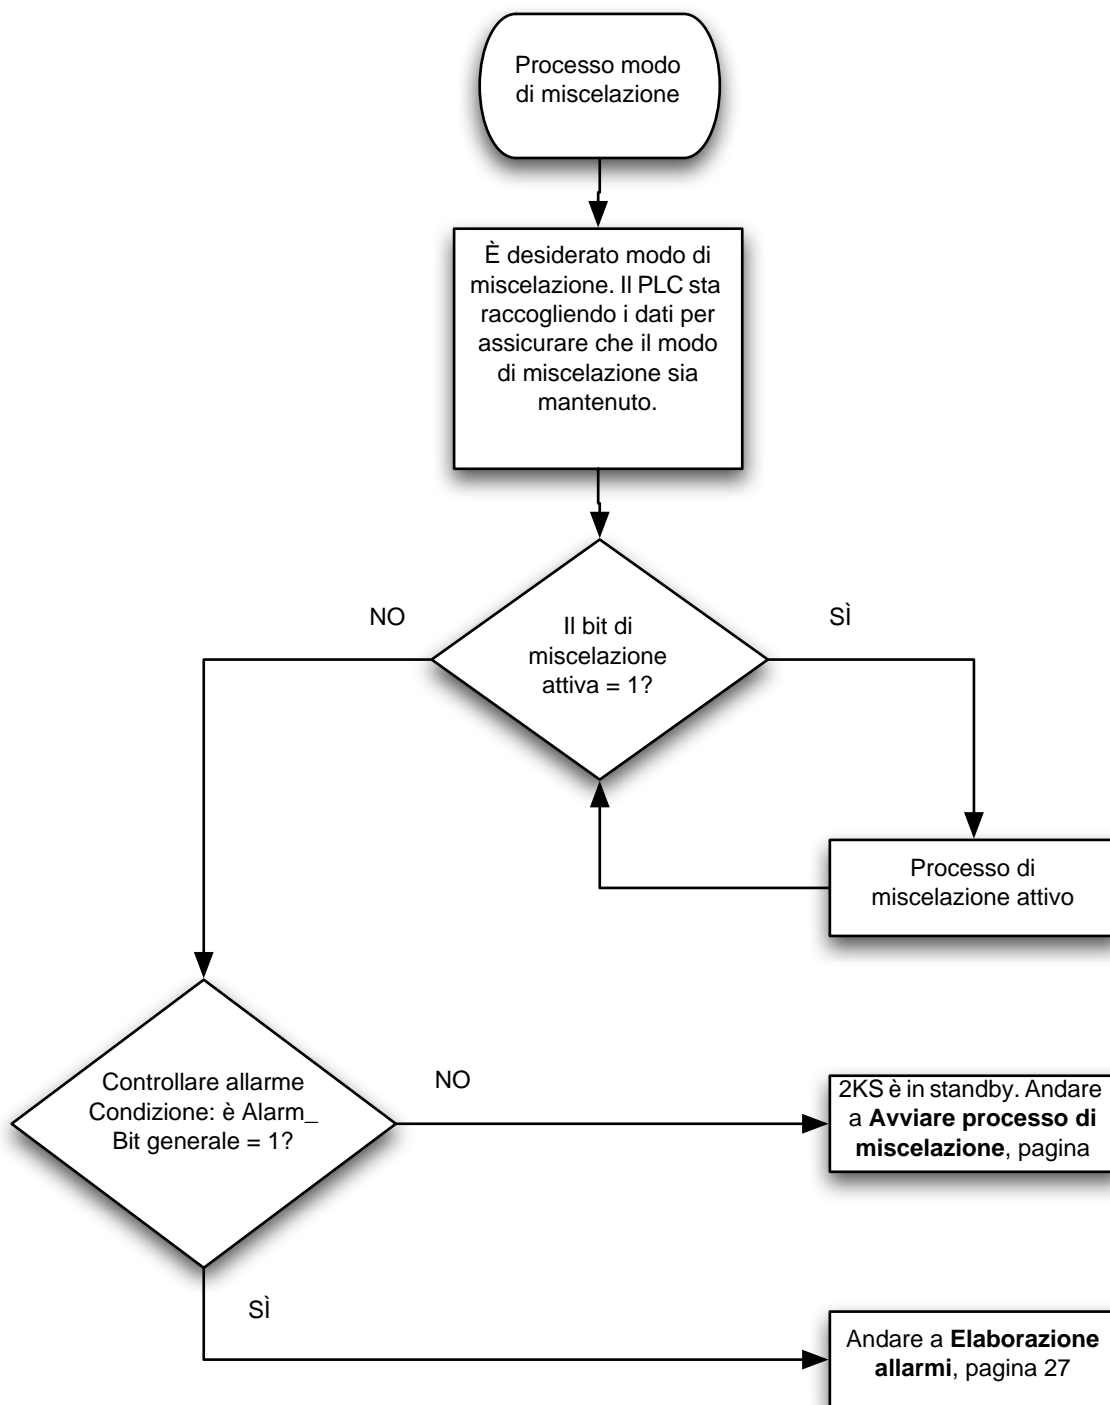 Processo modo
di miscelazione
È desiderato modo di
miscelazione. Il PLC sta
raccogliendo i dati per
assicurare che il modo
di miscelazione sia
mantenuto.
NO
SÌ
Il bit di
miscelazione
attiva = 1?
Processo di
miscelazione attivo
Controllare allarme
Condizione: è Alarm_
Bit generale = 1?
NO
2KS è in standby. Andare
a Avviare processo di
miscelazione, pagina
SÌ
Andare a Elaborazione
allarmi, pagina 27